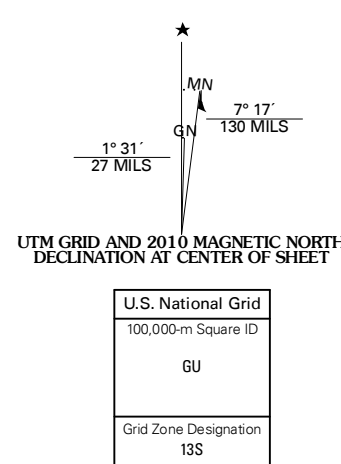 ★
MN
7° 17´
130 MILS
GN
1° 31´
27 MILS
UTM GRID AND 2010 MAGNETIC NORTH
DECLINATION AT CENTER OF SHEET
U.S. National Grid
100,000-m Square ID
GU
Grid Zone Designation
13S